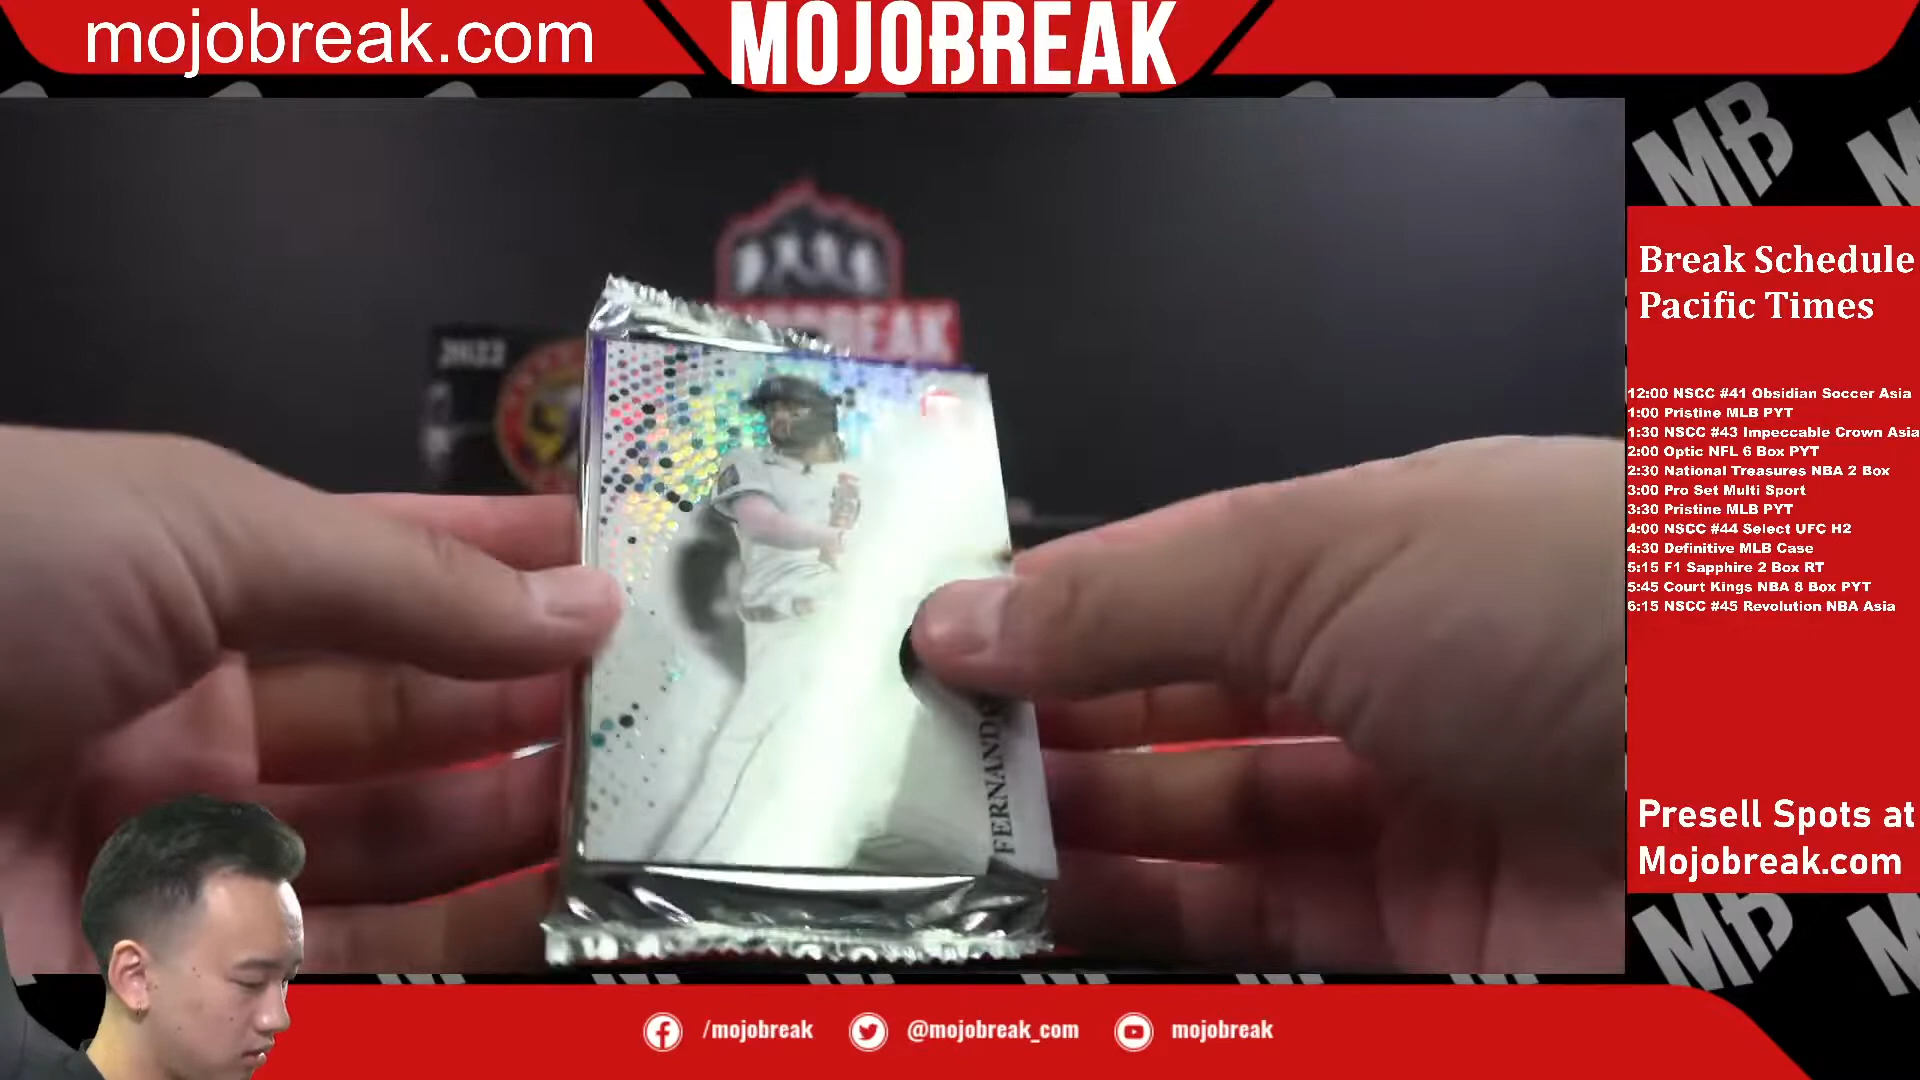 mojobreak.com
MOJOBREAK
MB
Break Schedule
Pacific Times
12:00 NSCC #41 Obsidian Soccer Asia
1:00 Pristine MLB PYT
1:30 NSCC #43 Impeccable Crown Asia
2:00 Optic NFL 6 Box PYT
2:30 National Treasures NBA 2 Box
3:00 Pro Set Multi Sport
3:30 Pristine MLB PYT
4:00 NSCC #44 Select UFC H2
4:30 Definitive MLB Case
5:15 F1 Sapphire 2 Box RT
5:45 Court Kings NBA 8 Box PYT
6:15 NSCC #45 Revolution NBA Asia
2022
Presell Spots at
Mojobreak.com
MB
/mojobreak
@mojobreak_com
mojobreak